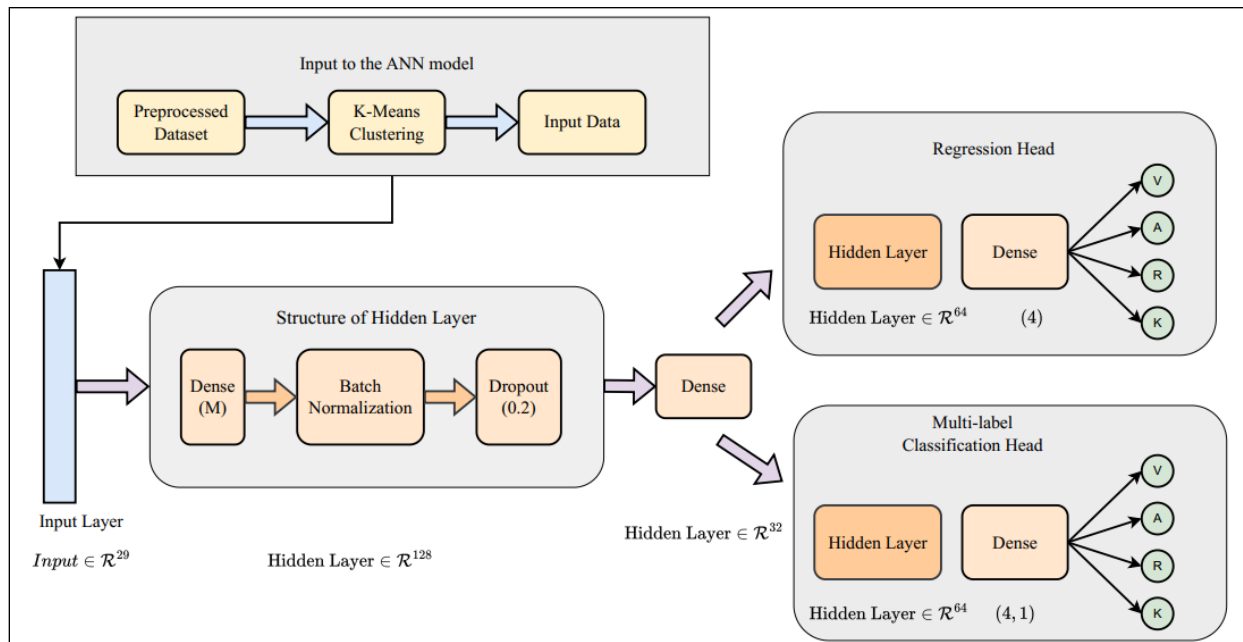 Input to the ANN model
Preprocessed
Dataset
K-Means
Clustering
Input Data
Input Layer
Input ∈ ℛ^29
Structure of Hidden Layer
Dense
(M)
Batch
Normalization
Dropout
(0.2)
Hidden Layer ∈ ℛ^128
Dense
Hidden Layer ∈ ℛ^32
Regression Head
Hidden Layer
Dense
Hidden Layer ∈ ℛ^64
(4)
V
A
R
K
Multi-label
Classification Head
Hidden Layer
Dense
Hidden Layer ∈ ℛ^64
(4, 1)
V
A
R
K